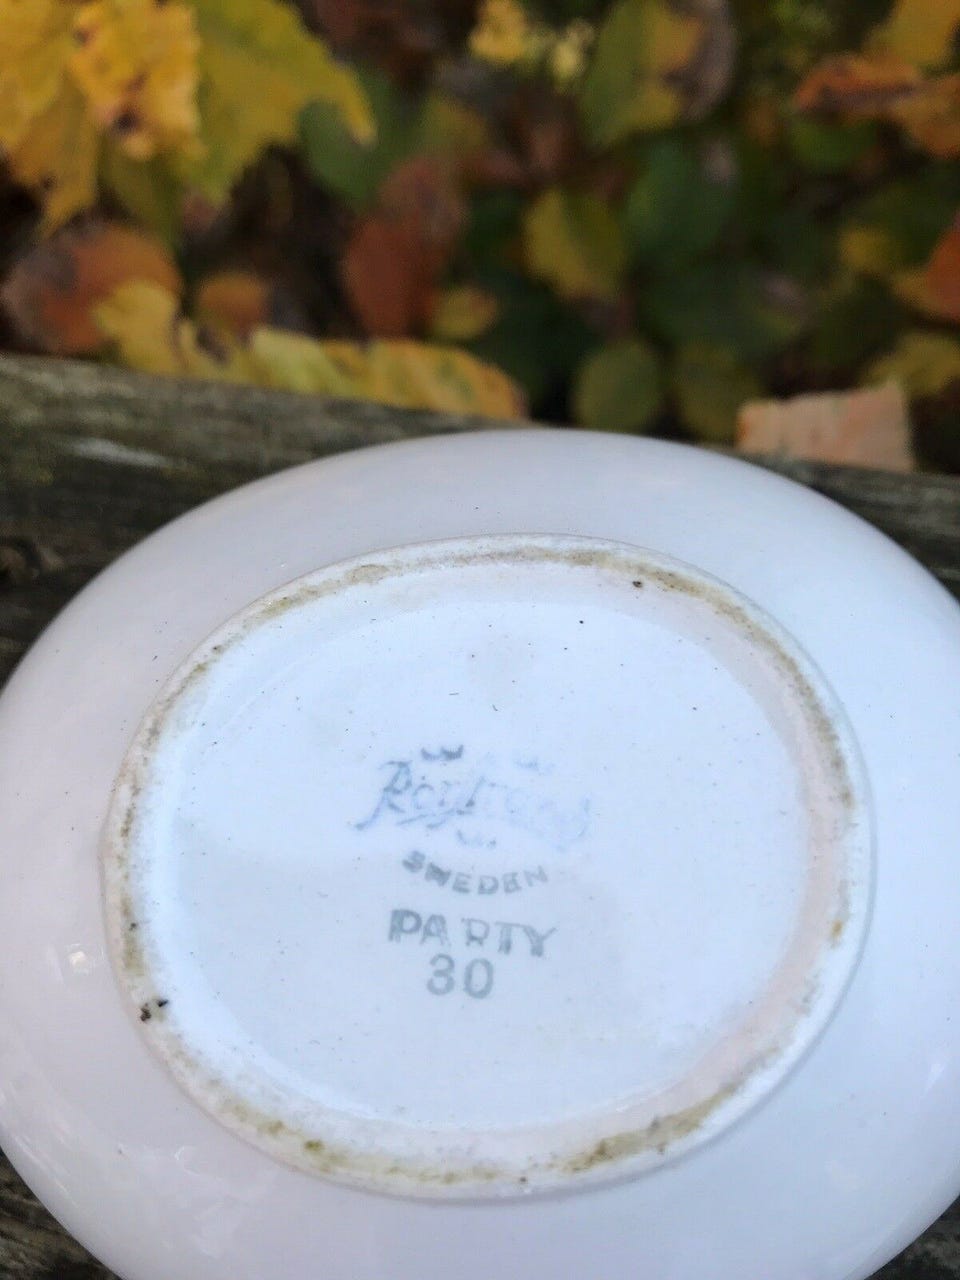 Rörstrand
SWEDEN
PARTY
30